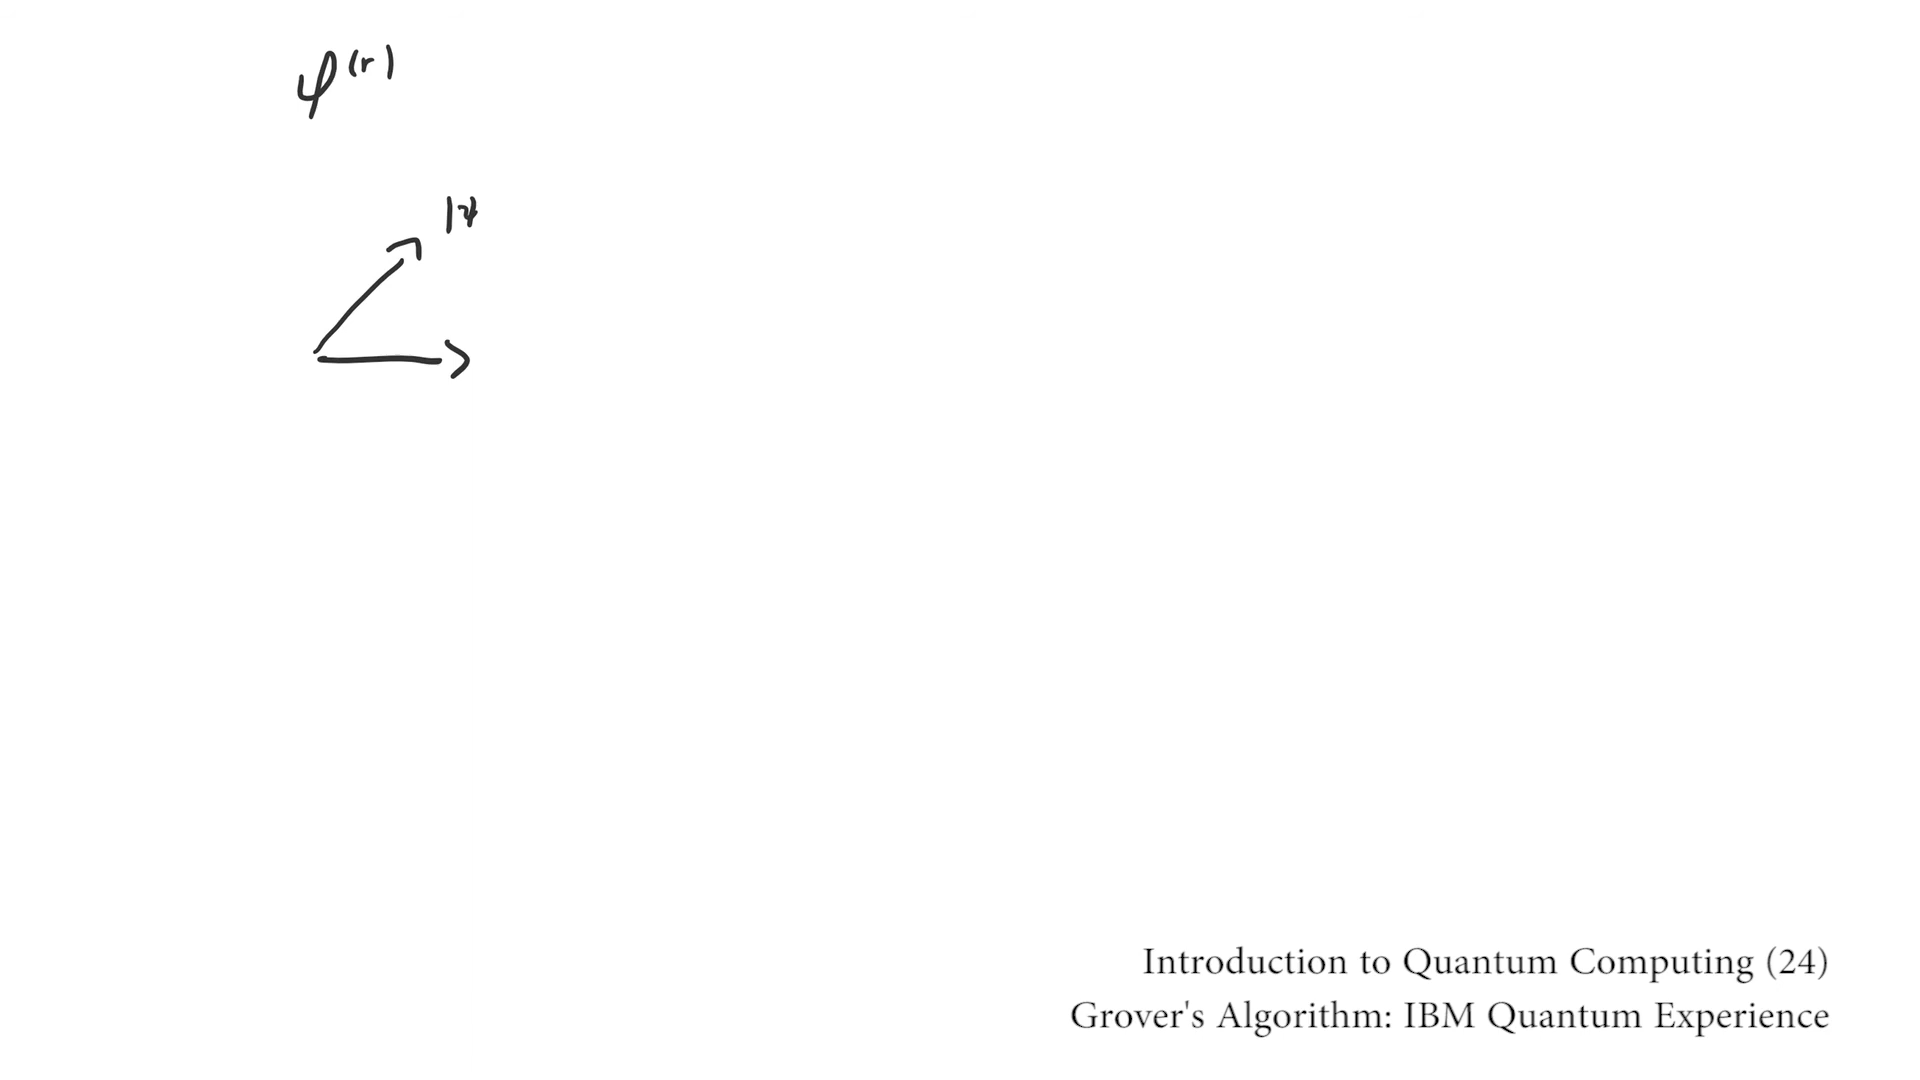 ψ(r)
|ψ
Introduction to Quantum Computing (24)
Grover's Algorithm: IBM Quantum Experience